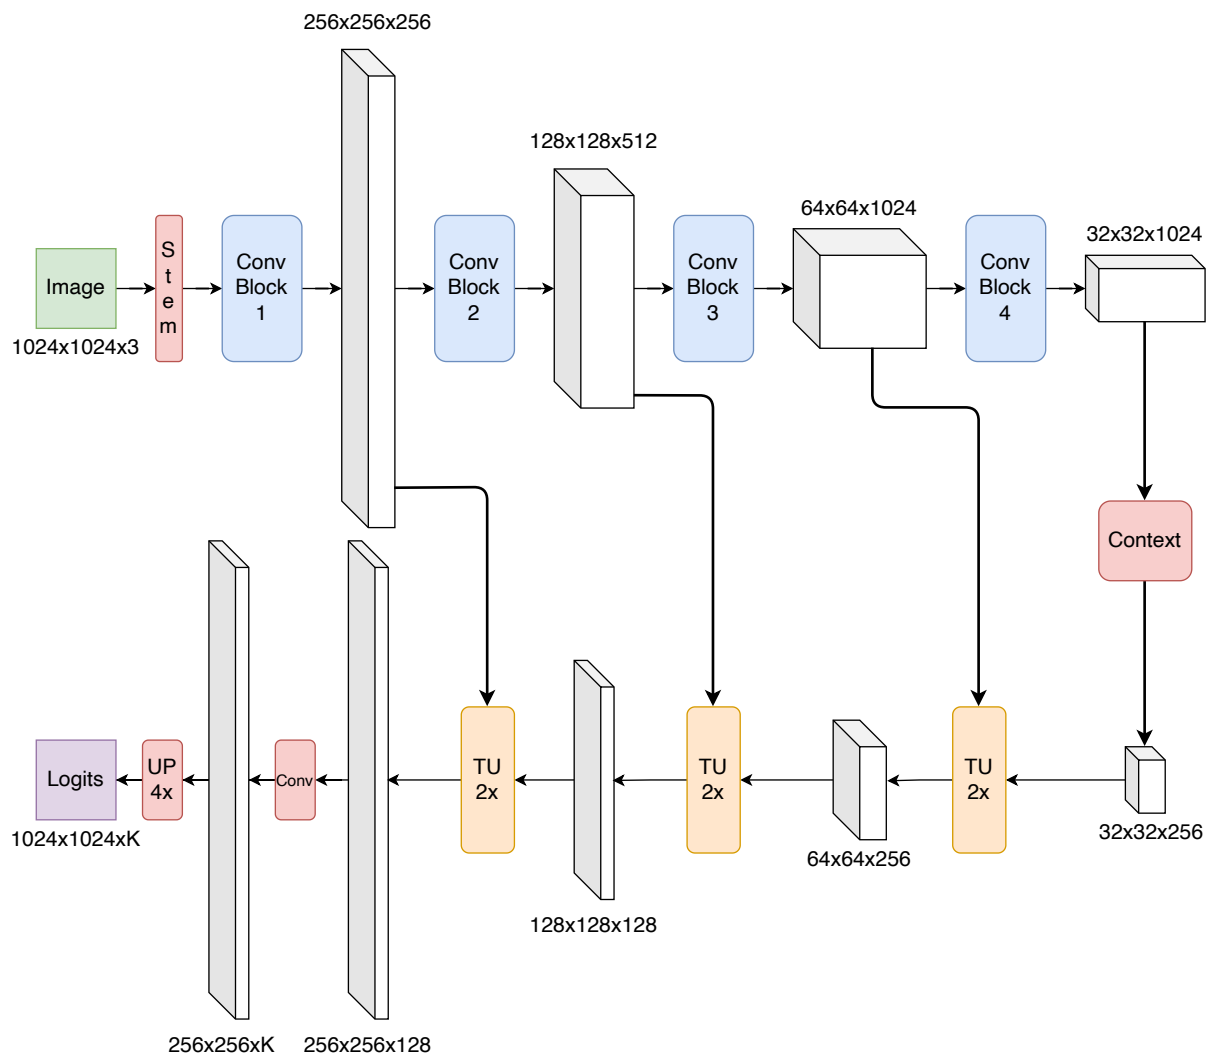 256x256x256
128x128x512
64x64x1024
32x32x1024
Image
1024x1024x3
S
t
e
m
Conv
Block
1
Conv
Block
2
Conv
Block
3
Conv
Block
4
Context
Logits
1024x1024xK
UP
4x
Conv
TU
2x
TU
2x
TU
2x
32x32x256
64x64x256
128x128x128
256x256xK
256x256x128